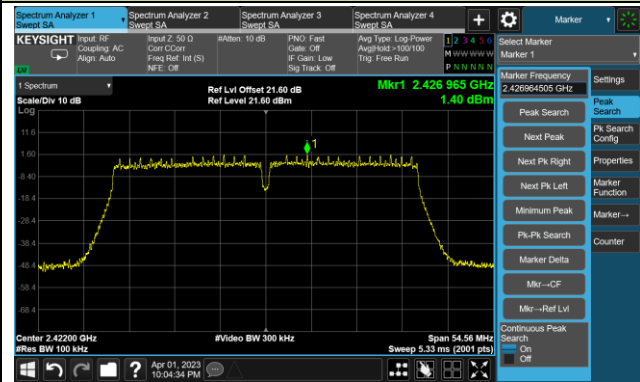 Spectrum Analyzer 1
Swept SA
Spectrum Analyzer 2
Swept SA
Spectrum Analyzer 3
Swept SA
Spectrum Analyzer 4
Swept SA
+
Marker
KEYSIGHT
Input: RF
Coupling: AC
Align: Auto
Input Z: 50 Ω
Corr CCorr
Freq Ref: Int (S)
NFE: Off
#Atten: 10 dB
PNO: Fast
Gate: Off
IF Gain: Low
Sig Track: Off
Avg Type: Log-Power
Avg|Hold >100/100
Trig: Free Run
1 2 3 4 5 6
M W W W W W
P N N N N N
Select Marker
Marker 1
1 Spectrum
Scale/Div 10 dB
Log
Ref Lvl Offset 21.60 dB
Ref Level 21.60 dBm
Mkr1 2.426 965 GHz
1.40 dBm
11.6
1.60
-8.40
-18.4
-28.4
-38.4
-48.4
-58.4
-68.4
1
Center 2.42200 GHz
#Res BW 100 kHz
#Video BW 300 kHz
Span 54.56 MHz
Sweep 5.33 ms (2001 pts)
Marker Frequency
2.426964505 GHz
Peak Search
Next Peak
Next Pk Right
Next Pk Left
Minimum Peak
Pk-Pk Search
Marker Delta
Mkr→CF
Mkr→Ref Lvl
Continuous Peak
Search
On
Off
Settings
Peak
Search
Pk Search
Config
Properties
Marker
Function
Marker→
Counter
?
Apr 01, 2023
10:04:34 PM